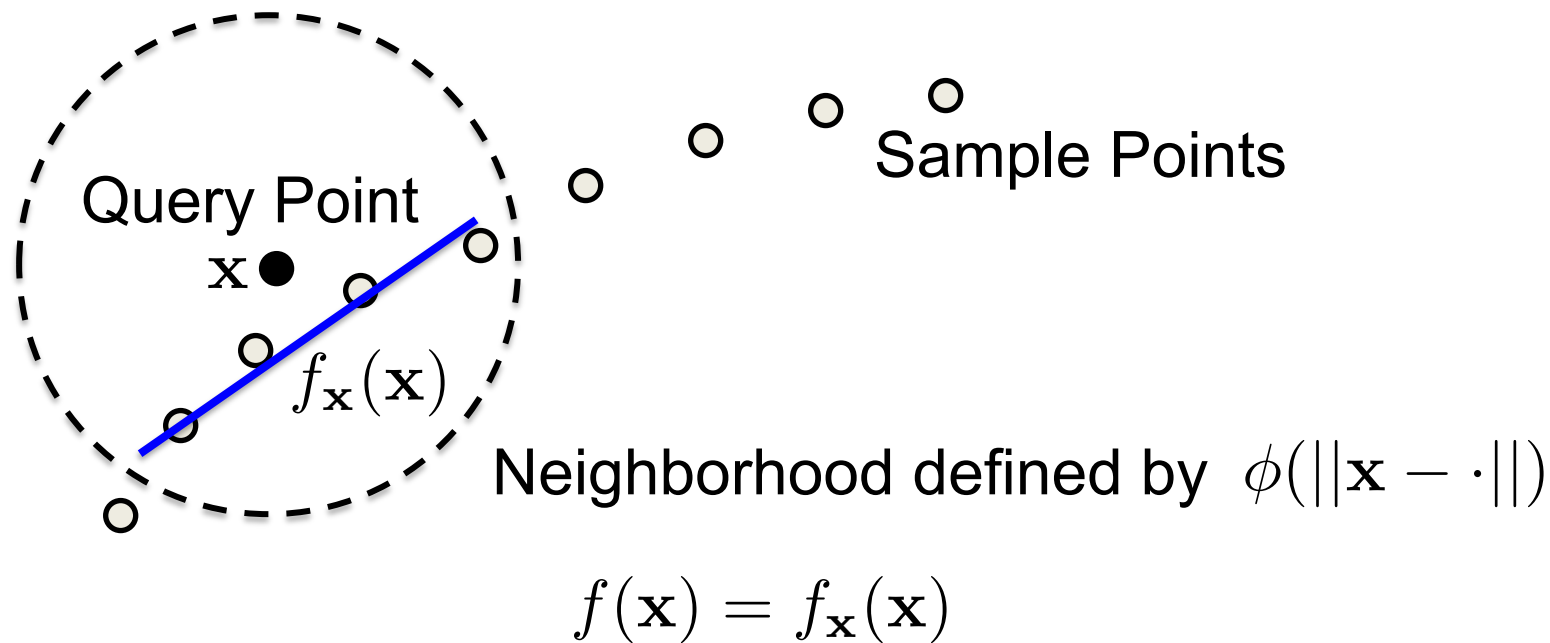 Sample Points
Query Point
𝐱
f_𝐱(𝐱)
Neighborhood defined by ϕ(||𝐱 − ·||)
f(𝐱) = f_𝐱(𝐱)